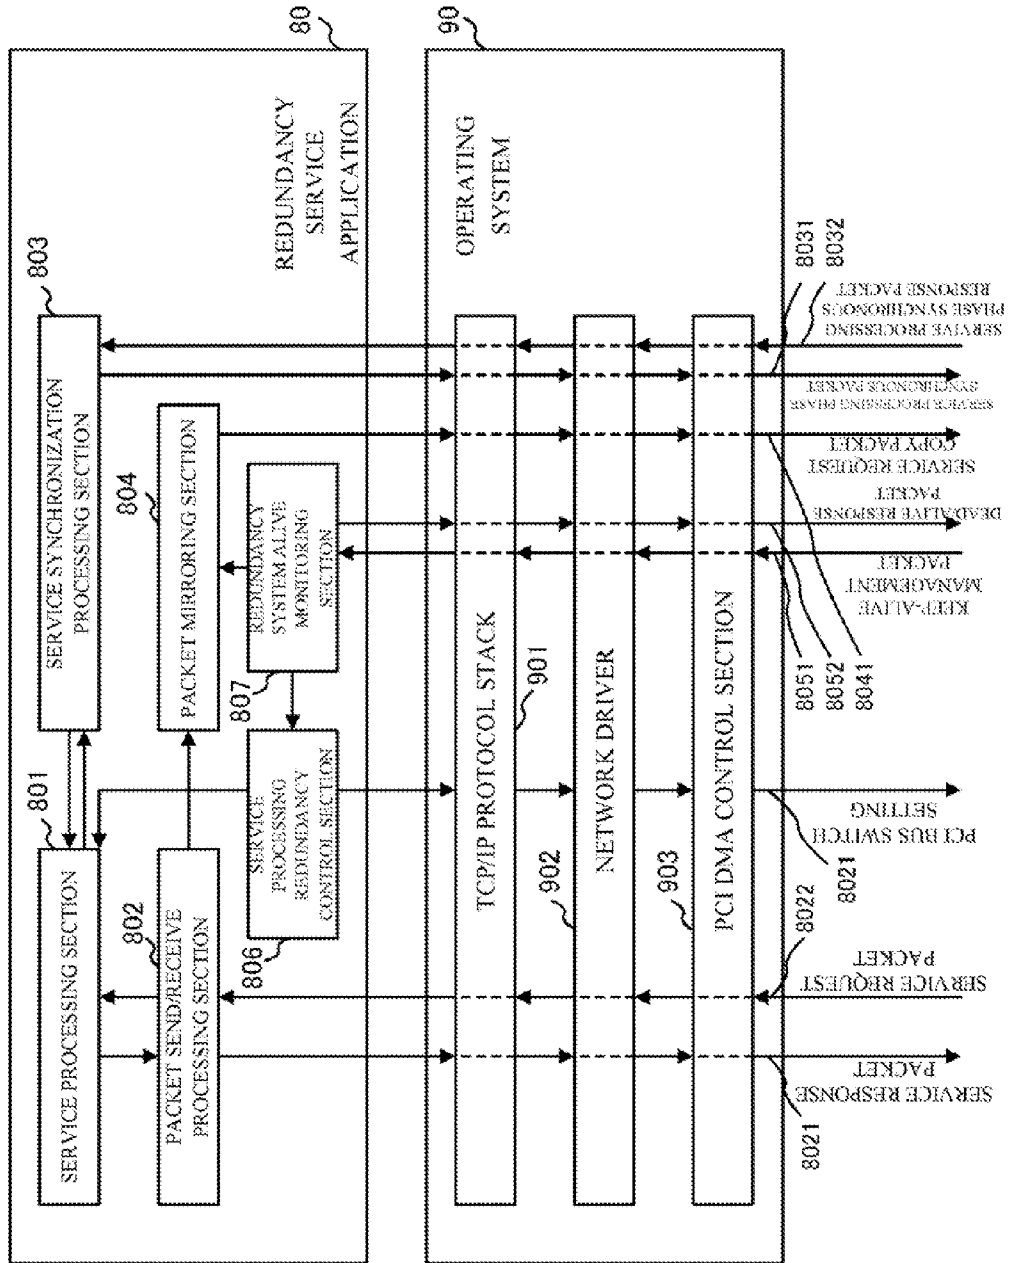 80
REDUNDANCY
SERVICE
APPLICATION
803
SERVICE SYNCHRONIZATION
PROCESSING SECTION
801
SERVICE PROCESSING SECTION
804
PACKET MIRRORING SECTION
802
PACKET SEND/RECEIVE
PROCESSING SECTION
807
REDUNDANCY
SYSTEM ALIVE
MONITORING
SECTION
806
SERVICE
PROCESSING
REDUNDANCY
CONTROL SECTION
90
OPERATING
SYSTEM
TCP/IP PROTOCOL STACK
901
NETWORK DRIVER
902
PCI DMA CONTROL SECTION
903
8021
SERVICE RESPONSE
PACKET
8022
SERVICE REQUEST
PACKET
8021
PCI BUS SWITCH
SETTING
8051
8052
8041
KEEP-ALIVE
MANAGEMENT
PACKET
DEAD/ALIVE RESPONSE
PACKET
SERVICE REQUEST
COPY PACKET
SERVICE PROCESSING PHASE
SYNCHRONOUS PACKET
8031
8032
SERVIVE PROCESSING
PHASE SYNCHRONOUS
RESPONSE PACKET